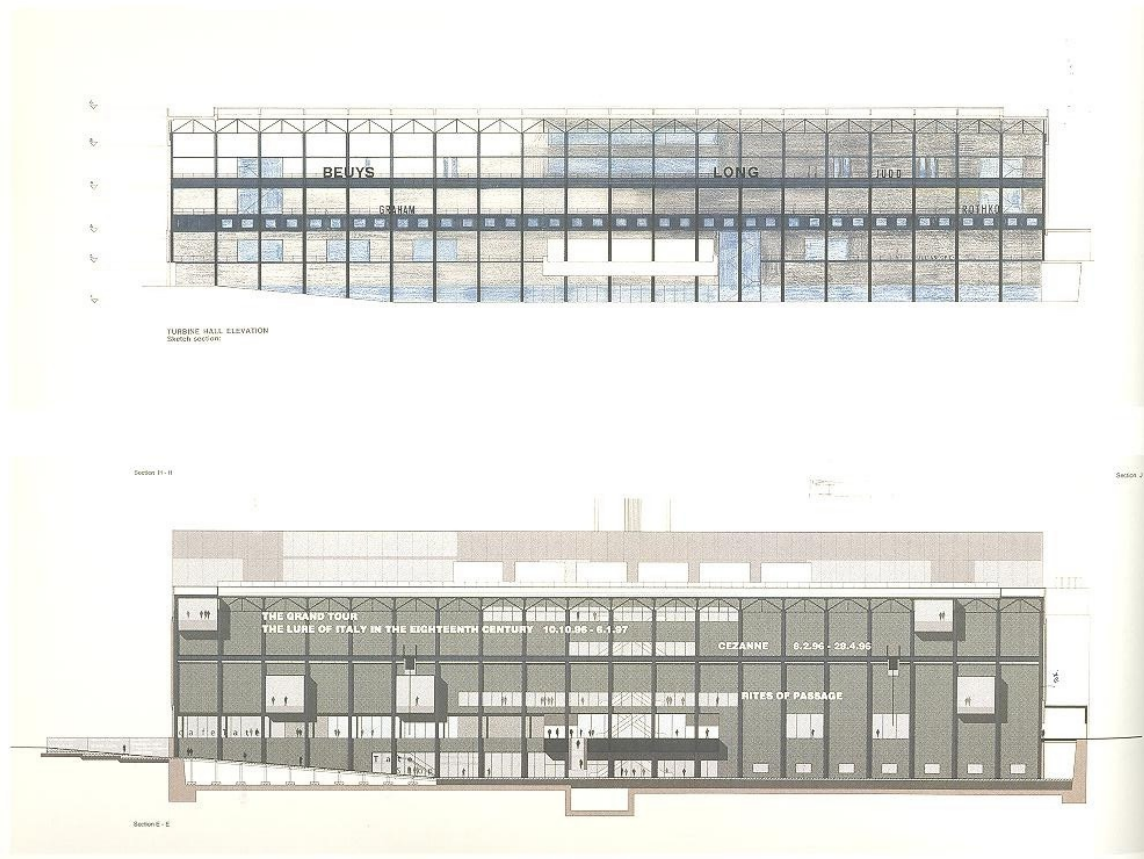 BEUYS
LONG
JUDD
GRAHAM
ROTHKO
TURBINE HALL ELEVATION
Sketch section:
Section H - H
Section J
THE GRAND TOUR
THE LURE OF ITALY IN THE EIGHTEENTH CENTURY 10.10.96 - 6.1.97
CEZANNE 8.2.96 - 28.4.96
RITES OF PASSAGE
Tate
Section E - E